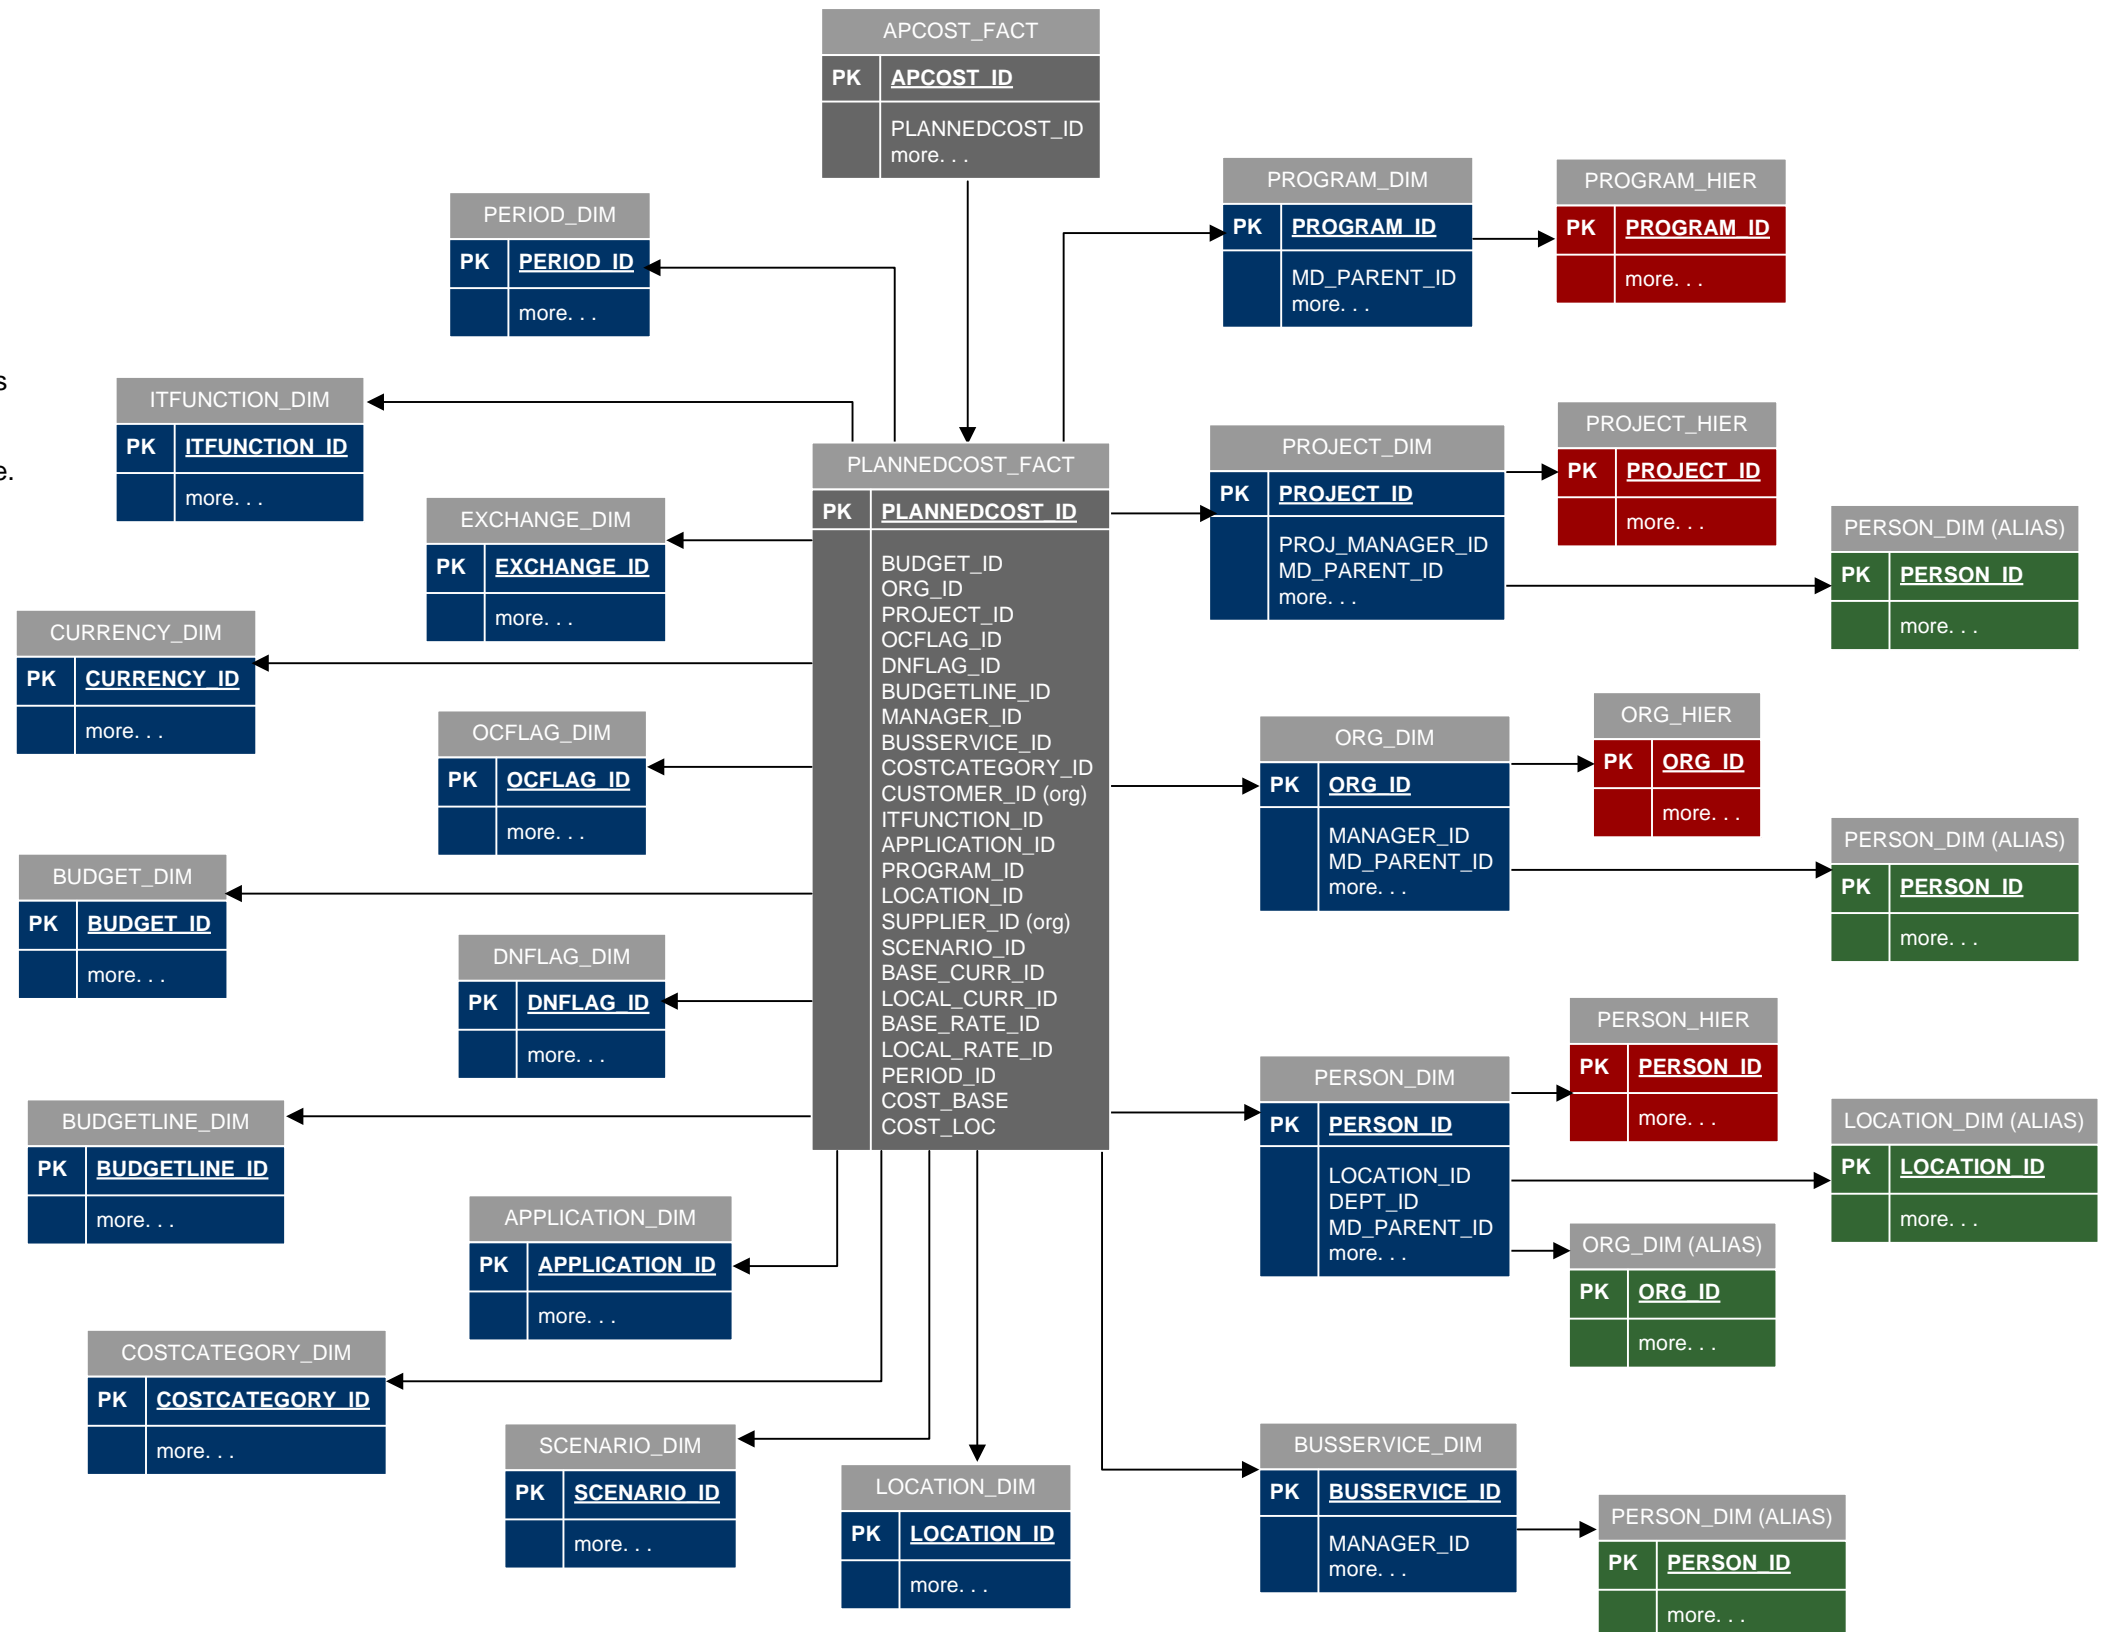 APCOST_FACT
PK APCOST_ID
PLANNEDCOST_ID
more. . .
PROGRAM_DIM
PK PROGRAM_ID
MD_PARENT_ID
more. . .
PROGRAM_HIER
PK PROGRAM_ID
more. . .
PERIOD_DIM
PK PERIOD_ID
more. . .
s
e.
ITFUNCTION_DIM
PK ITFUNCTION_ID
more. . .
EXCHANGE_DIM
PK EXCHANGE_ID
more. . .
PLANNEDCOST_FACT
PK PLANNEDCOST_ID
BUDGET_ID
ORG_ID
PROJECT_ID
OCFLAG_ID
DNFLAG_ID
BUDGETLINE_ID
MANAGER_ID
BUSSERVICE_ID
COSTCATEGORY_ID
CUSTOMER_ID (org)
ITFUNCTION_ID
APPLICATION_ID
PROGRAM_ID
LOCATION_ID
SUPPLIER_ID (org)
SCENARIO_ID
BASE_CURR_ID
LOCAL_CURR_ID
BASE_RATE_ID
LOCAL_RATE_ID
PERIOD_ID
COST_BASE
COST_LOC
PROJECT_DIM
PK PROJECT_ID
PROJ_MANAGER_ID
MD_PARENT_ID
more. . .
PROJECT_HIER
PK PROJECT_ID
more. . .
PERSON_DIM (ALIAS)
PK PERSON_ID
more. . .
CURRENCY_DIM
PK CURRENCY_ID
more. . .
OCFLAG_DIM
PK OCFLAG_ID
more. . .
ORG_DIM
PK ORG_ID
MANAGER_ID
MD_PARENT_ID
more. . .
ORG_HIER
PK ORG_ID
more. . .
PERSON_DIM (ALIAS)
PK PERSON_ID
more. . .
BUDGET_DIM
PK BUDGET_ID
more. . .
DNFLAG_DIM
PK DNFLAG_ID
more. . .
PERSON_DIM
PK PERSON_ID
LOCATION_ID
DEPT_ID
MD_PARENT_ID
more. . .
PERSON_HIER
PK PERSON_ID
more. . .
LOCATION_DIM (ALIAS)
PK LOCATION_ID
more. . .
ORG_DIM (ALIAS)
PK ORG_ID
more. . .
BUDGETLINE_DIM
PK BUDGETLINE_ID
more. . .
APPLICATION_DIM
PK APPLICATION_ID
more. . .
COSTCATEGORY_DIM
PK COSTCATEGORY_ID
more. . .
SCENARIO_DIM
PK SCENARIO_ID
more. . .
LOCATION_DIM
PK LOCATION_ID
more. . .
BUSSERVICE_DIM
PK BUSSERVICE_ID
MANAGER_ID
more. . .
PERSON_DIM (ALIAS)
PK PERSON_ID
more. . .